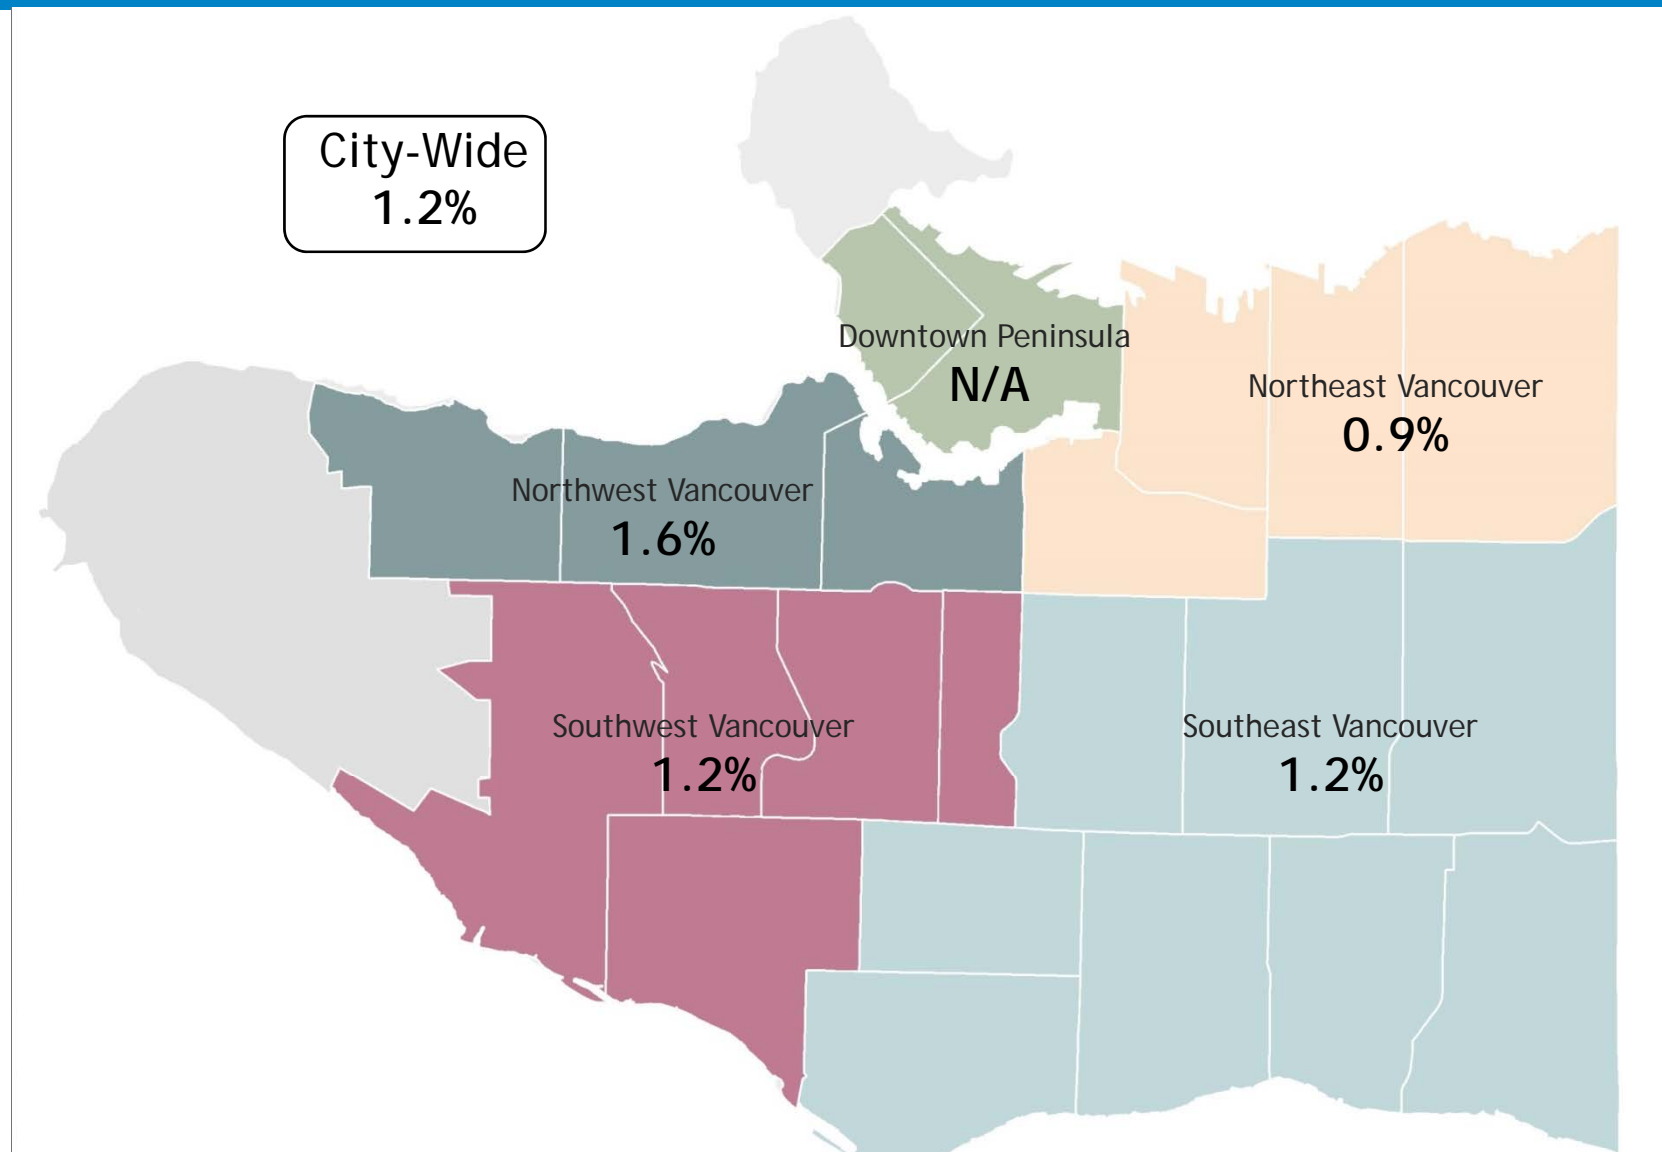 City-Wide
1.2%
Downtown Peninsula
N/A
Northeast Vancouver
0.9%
Northwest Vancouver
1.6%
Southwest Vancouver
1.2%
Southeast Vancouver
1.2%